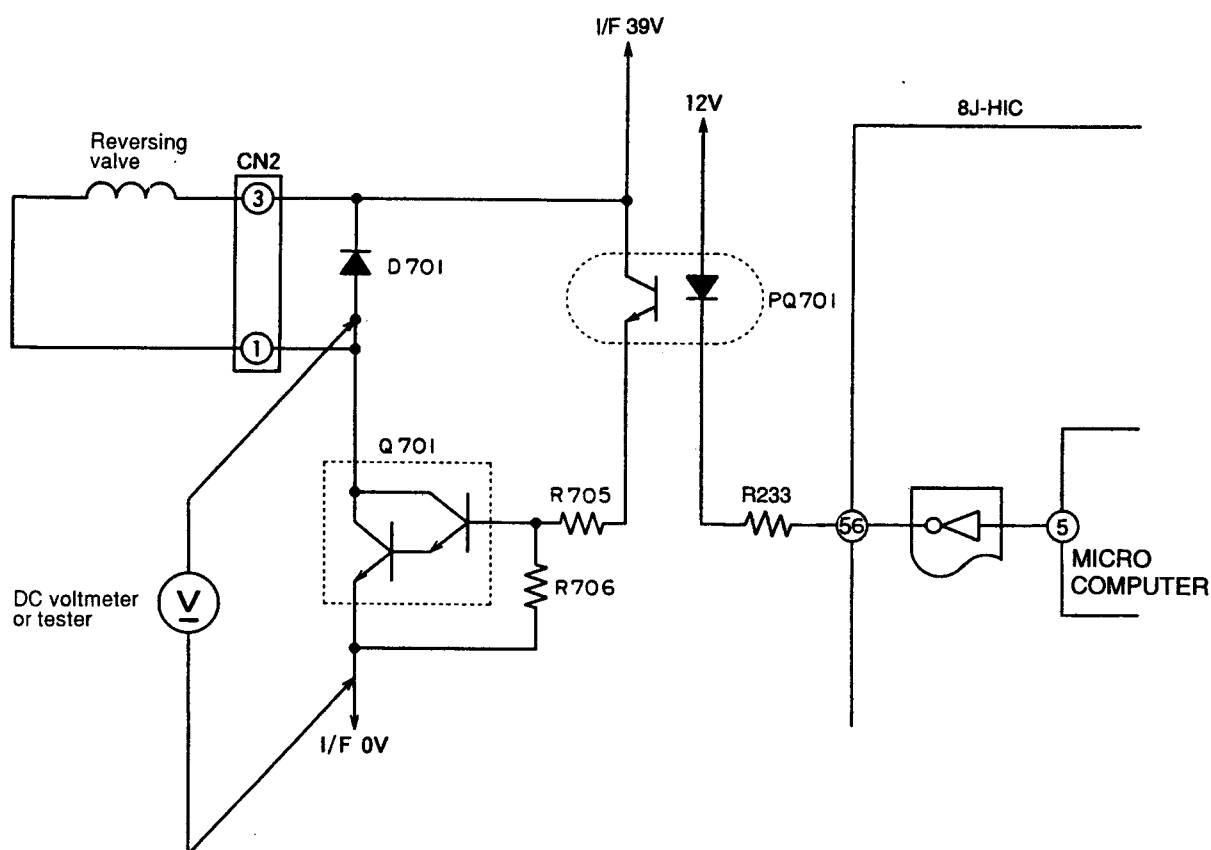 I/F 39V
12V
8J-HIC
Reversing
valve
CN2
3
D701
PQ701
1
Q701
R705
R233
56
5
MICRO
COMPUTER
R706
DC voltmeter
or tester
V
I/F 0V